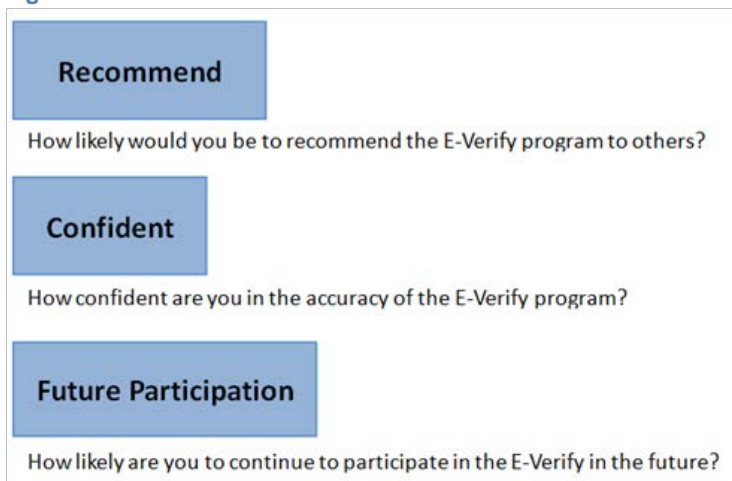 Recommend
How likely would you be to recommend the E-Verify program to others?
Confident
How confident are you in the accuracy of the E-Verify program?
Future Participation
How likely are you to continue to participate in the E-Verify in the future?